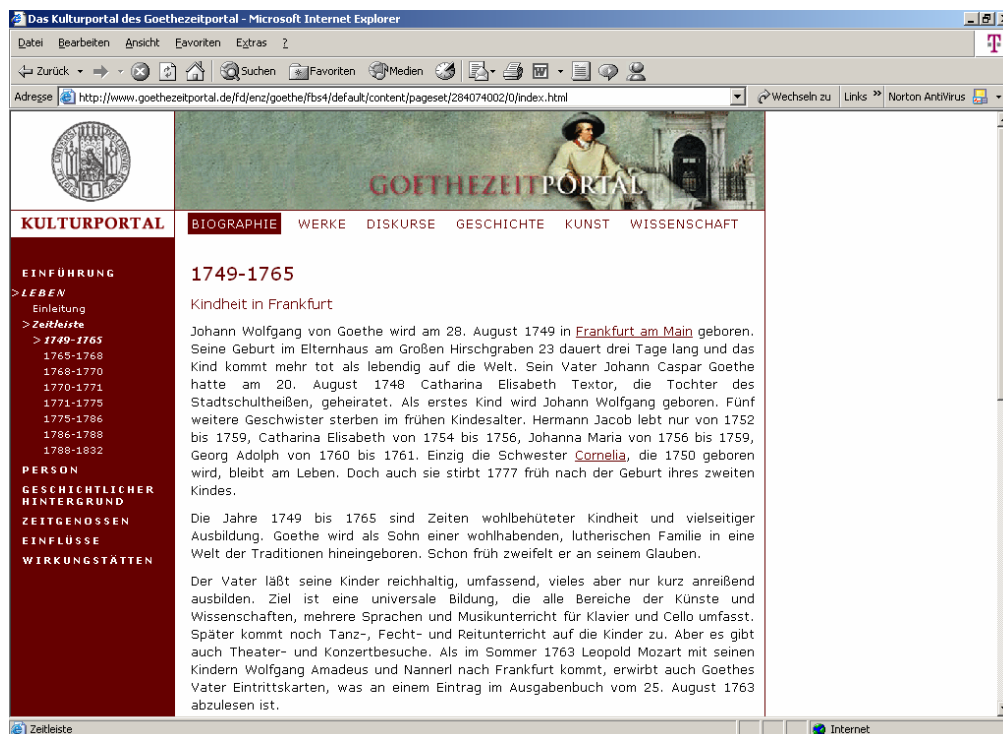 Das Kulturportal des Goethezeitportal - Microsoft Internet Explorer
Datei Bearbeiten Ansicht Favoriten Extras ?
Zurück Suchen Favoriten Medien
Adresse http://www.goethezeitportal.de/fd/enz/goethe/fbs4/default/content/pageset/284074002/0/index.html Wechseln zu Links » Norton AntiVirus
GOETHEZEITPORTAL
KULTURPORTAL
BIOGRAPHIE WERKE DISKURSE GESCHICHTE KUNST WISSENSCHAFT
EINFÜHRUNG
>LEBEN
Einleitung
>Zeitleiste
>1749-1765
1765-1768
1768-1770
1770-1771
1771-1775
1775-1786
1786-1788
1788-1832
PERSON
GESCHICHTLICHER
HINTERGRUND
ZEITGENOSSEN
EINFLÜSSE
WIRKUNGSTÄTTEN
1749-1765
Kindheit in Frankfurt
Johann Wolfgang von Goethe wird am 28. August 1749 in Frankfurt am Main geboren.
Seine Geburt im Elternhaus am Großen Hirschgraben 23 dauert drei Tage lang und das
Kind kommt mehr tot als lebendig auf die Welt. Sein Vater Johann Caspar Goethe
hatte am 20. August 1748 Catharina Elisabeth Textor, die Tochter des
Stadtschultheißen, geheiratet. Als erstes Kind wird Johann Wolfgang geboren. Fünf
weitere Geschwister sterben im frühen Kindesalter. Hermann Jacob lebt nur von 1752
bis 1759, Catharina Elisabeth von 1754 bis 1756, Johanna Maria von 1756 bis 1759,
Georg Adolph von 1760 bis 1761. Einzig die Schwester Cornelia, die 1750 geboren
wird, bleibt am Leben. Doch auch sie stirbt 1777 früh nach der Geburt ihres zweiten
Kindes.
Die Jahre 1749 bis 1765 sind Zeiten wohlbehüteter Kindheit und vielseitiger
Ausbildung. Goethe wird als Sohn einer wohlhabenden, lutherischen Familie in eine
Welt der Traditionen hineingeboren. Schon früh zweifelt er an seinem Glauben.
Der Vater läßt seine Kinder reichhaltig, umfassend, vieles aber nur kurz anreißend
ausbilden. Ziel ist eine universale Bildung, die alle Bereiche der Künste und
Wissenschaften, mehrere Sprachen und Musikunterricht für Klavier und Cello umfasst.
Später kommt noch Tanz-, Fecht- und Reitunterricht auf die Kinder zu. Aber es gibt
auch Theater- und Konzertbesuche. Als im Sommer 1763 Leopold Mozart mit seinen
Kindern Wolfgang Amadeus und Nannerl nach Frankfurt kommt, erwirbt auch Goethes
Vater Eintrittskarten, was an einem Eintrag im Ausgabenbuch vom 25. August 1763
abzulesen ist.
Zeitleiste Internet